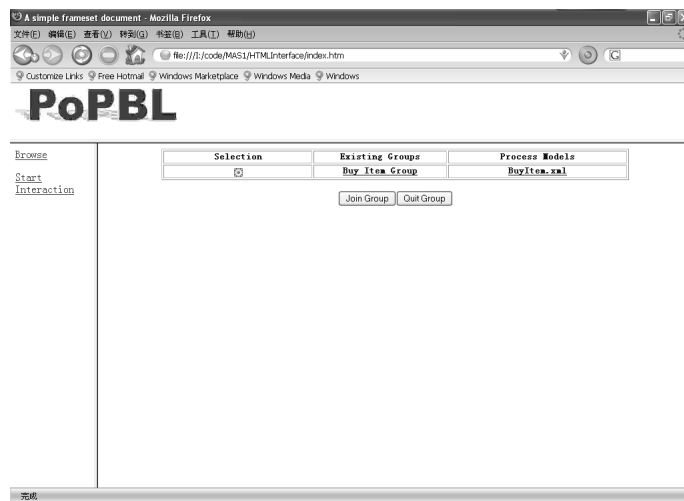 A simple frameset document - Mozilla Firefox
文件(F) 编辑(E) 查看(V) 转到(G) 书签(B) 工具(T) 帮助(H)
file:///I:/code/MAS1/HTMLInterface/index.htm
Customize Links Free Hotmail Windows Marketplace Windows Media Windows
PoPBL
Browse
Start
Interaction
Selection Existing Groups Process Models
Buy Item Group BuyItem.xml
Join Group Quit Group
完成